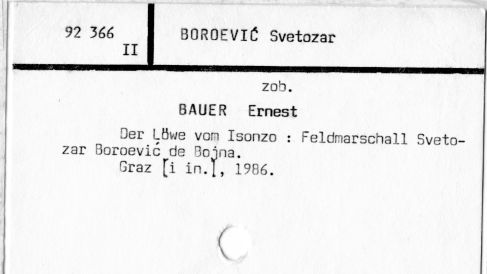 92 366
II
BOROEVIĆ Svetozar
zob.
BAUER Ernest
Der Löwe vom Isonzo : Feldmarschall Sveto-
zar Boroević de Bojna.
Graz [i in.], 1986.